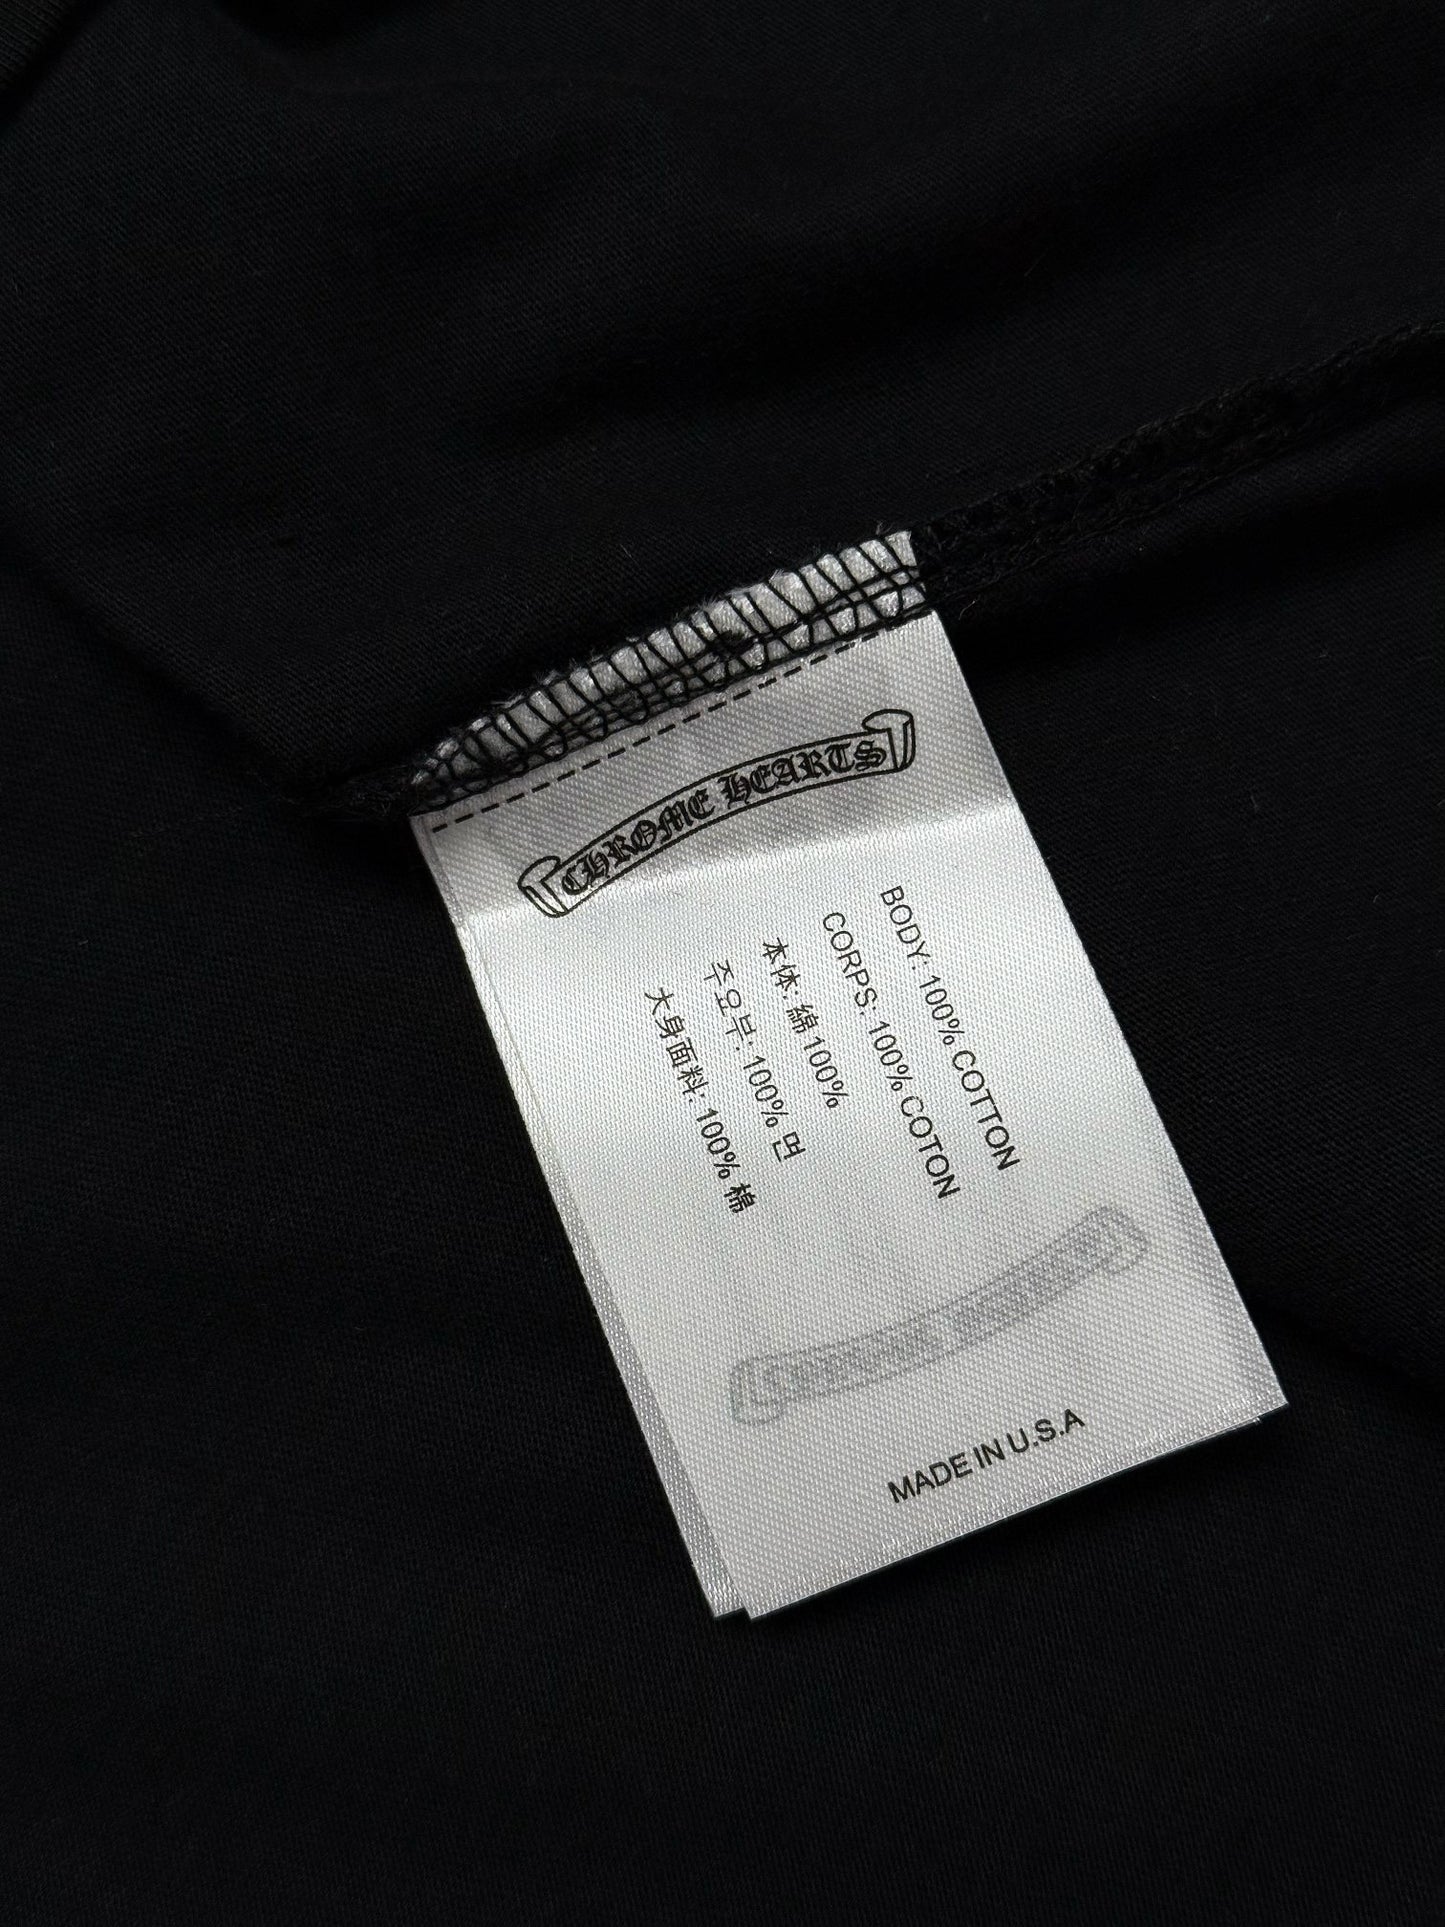 CHROME HEARTS
BODY: 100% COTTON
CORPS: 100% COTON
本体: 綿 100%
주요부: 100% 면
大身面料: 100% 棉
MADE IN U.S.A